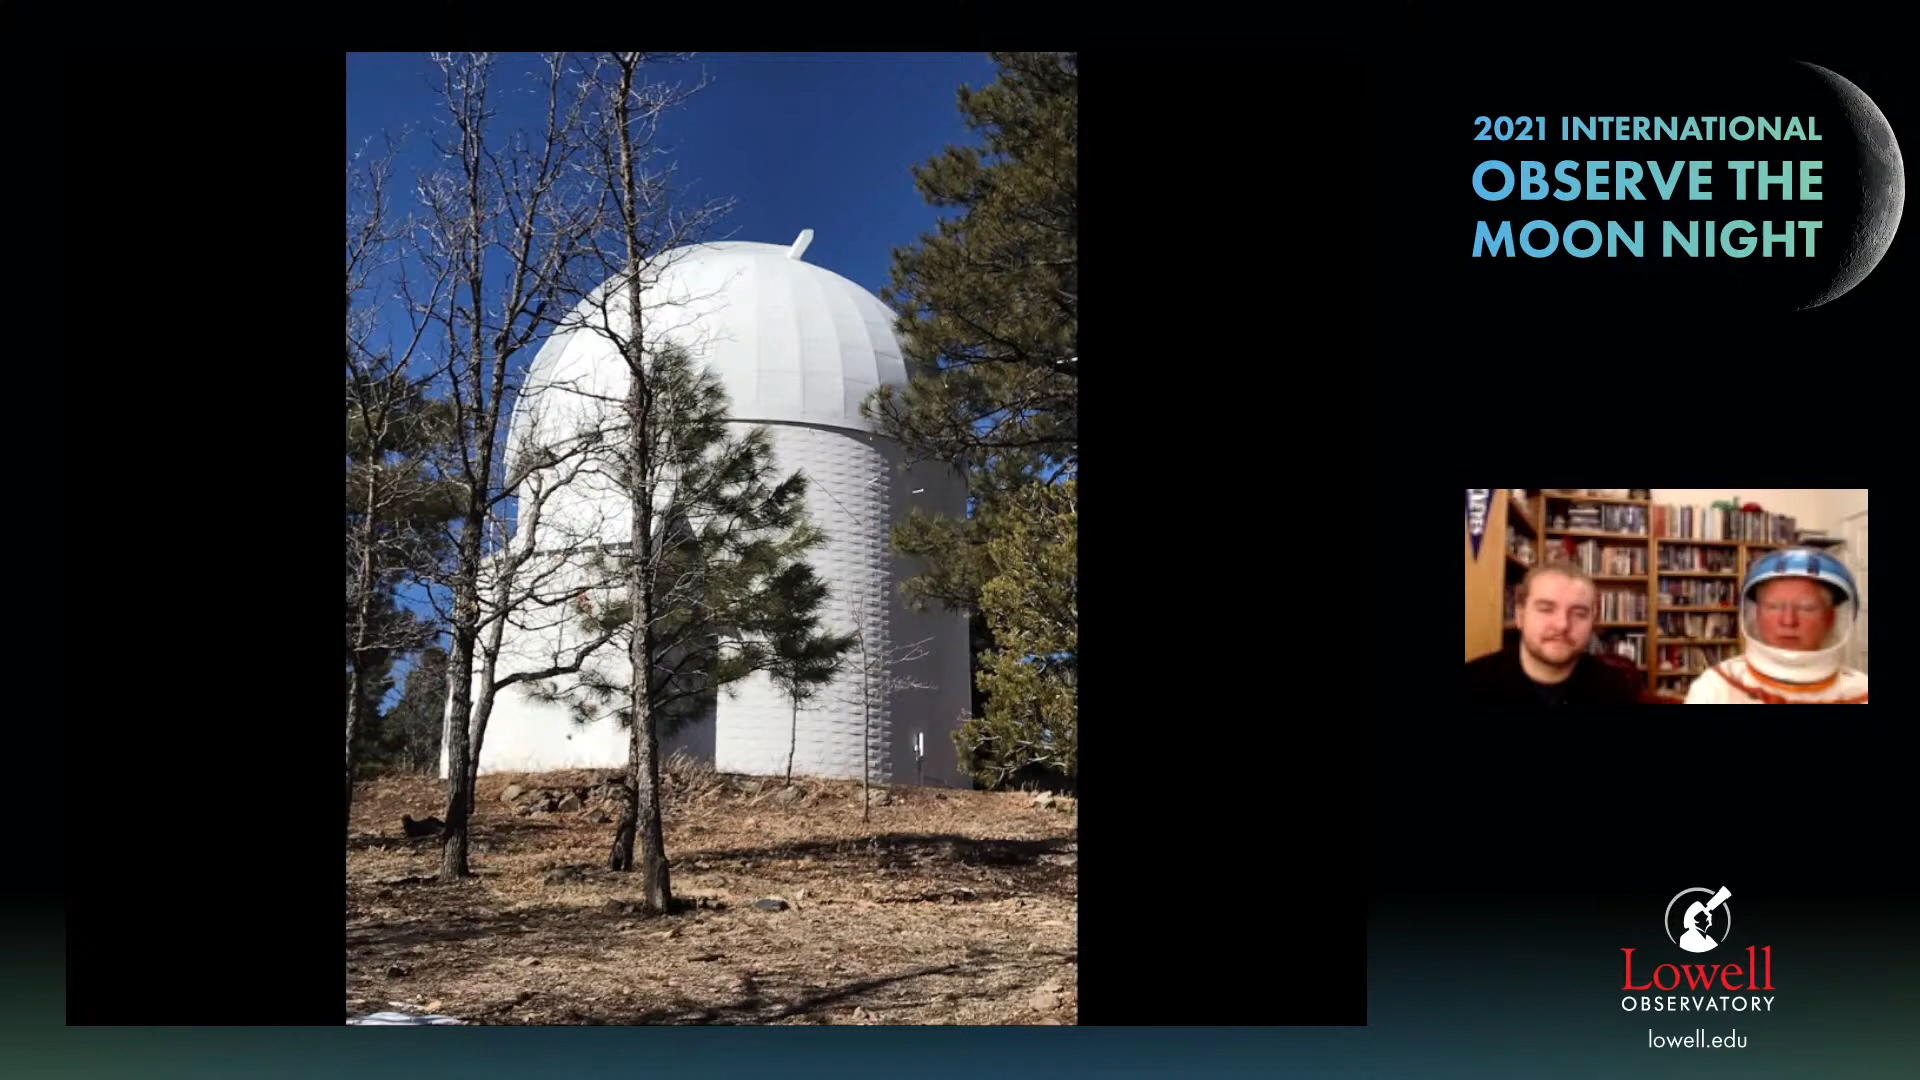 2021 INTERNATIONAL
OBSERVE THE
MOON NIGHT
Lowell
OBSERVATORY
lowell.edu